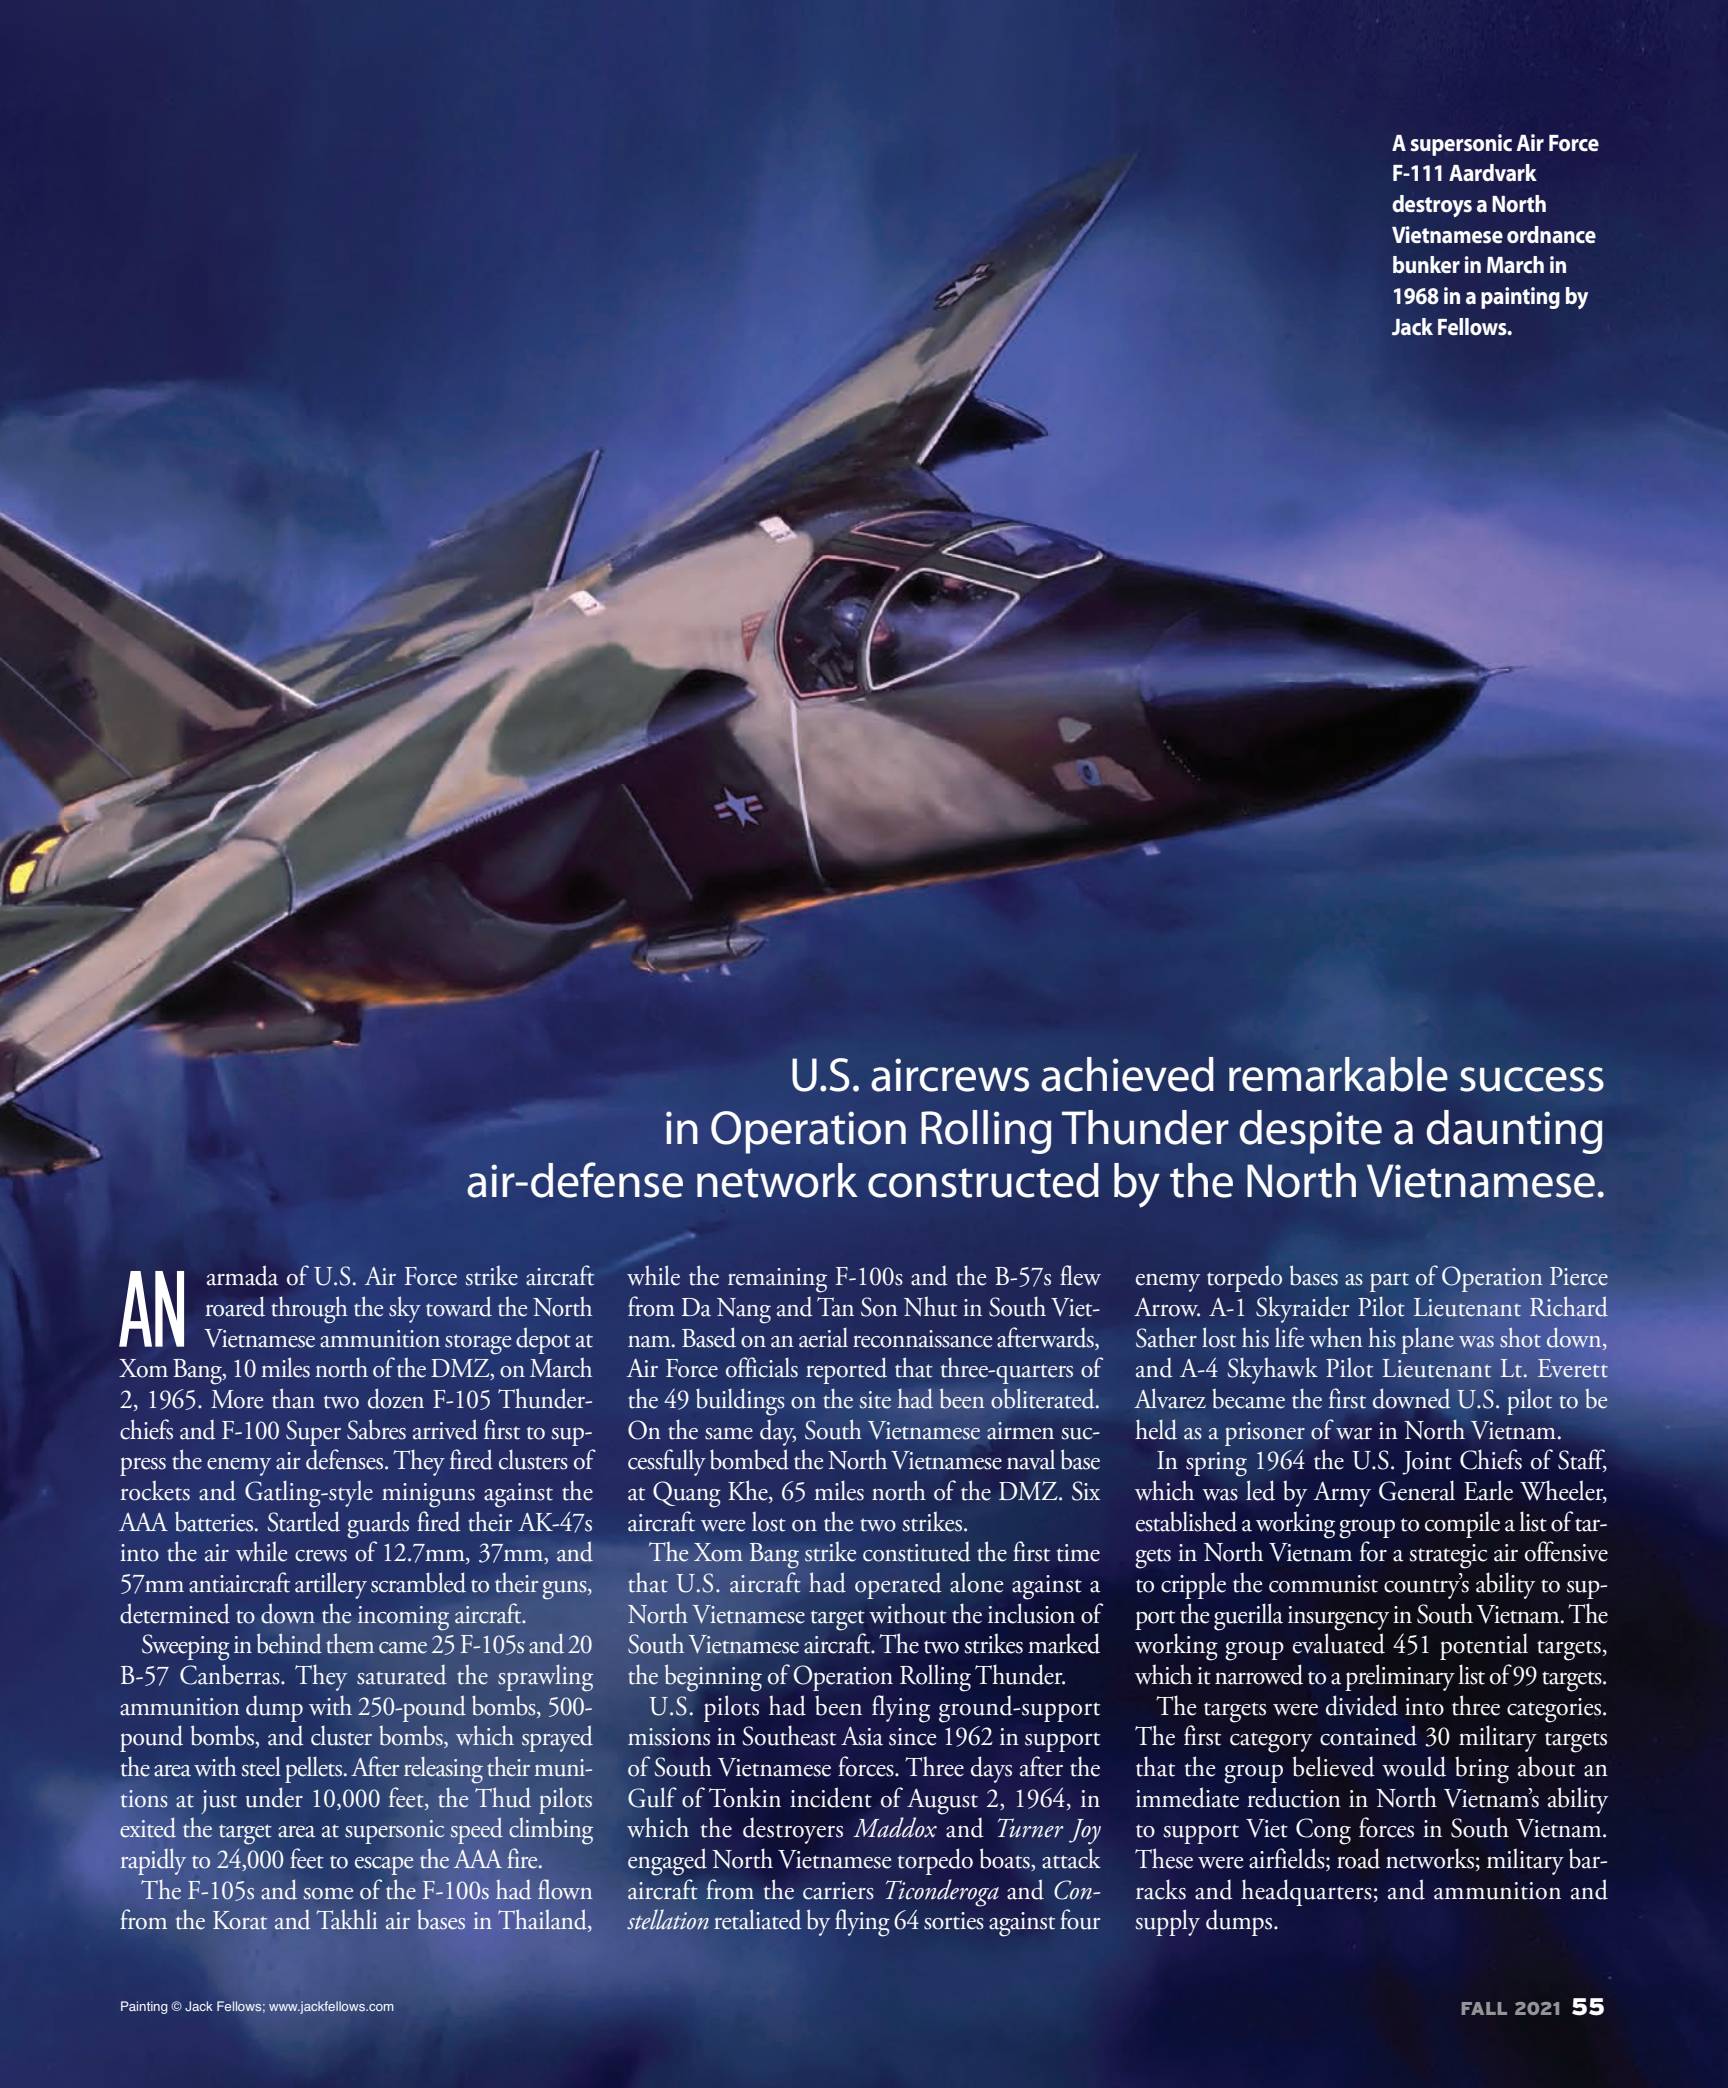 A supersonic Air Force
F-111 Aardvark
destroys a North
Vietnamese ordnance
bunker in March in
1968 in a painting by
Jack Fellows.
U.S. aircrews achieved remarkable success
in Operation Rolling Thunder despite a daunting
air-defense network constructed by the North Vietnamese.
AN armada of U.S. Air Force strike aircraft
roared through the sky toward the North
Vietnamese ammunition storage depot at
Xom Bang, 10 miles north of the DMZ, on March
2, 1965. More than two dozen F-105 Thunder-
chiefs and F-100 Super Sabres arrived first to sup-
press the enemy air defenses. They fired clusters of
rockets and Gatling-style miniguns against the
AAA batteries. Startled guards fired their AK-47s
into the air while crews of 12.7mm, 37mm, and
57mm antiaircraft artillery scrambled to their guns,
determined to down the incoming aircraft.
Sweeping in behind them came 25 F-105s and 20
B-57 Canberras. They saturated the sprawling
ammunition dump with 250-pound bombs, 500-
pound bombs, and cluster bombs, which sprayed
the area with steel pellets. After releasing their muni-
tions at just under 10,000 feet, the Thud pilots
exited the target area at supersonic speed climbing
rapidly to 24,000 feet to escape the AAA fire.
The F-105s and some of the F-100s had flown
from the Korat and Takhli air bases in Thailand,
while the remaining F-100s and the B-57s flew
from Da Nang and Tan Son Nhut in South Viet-
nam. Based on an aerial reconnaissance afterwards,
Air Force officials reported that three-quarters of
the 49 buildings on the site had been obliterated.
On the same day, South Vietnamese airmen suc-
cessfully bombed the North Vietnamese naval base
at Quang Khe, 65 miles north of the DMZ. Six
aircraft were lost on the two strikes.
The Xom Bang strike constituted the first time
that U.S. aircraft had operated alone against a
North Vietnamese target without the inclusion of
South Vietnamese aircraft. The two strikes marked
the beginning of Operation Rolling Thunder.
U.S. pilots had been flying ground-support
missions in Southeast Asia since 1962 in support
of South Vietnamese forces. Three days after the
Gulf of Tonkin incident of August 2, 1964, in
which the destroyers Maddox and Turner Joy
engaged North Vietnamese torpedo boats, attack
aircraft from the carriers Ticonderoga and Con-
stellation retaliated by flying 64 sorties against four
enemy torpedo bases as part of Operation Pierce
Arrow. A-1 Skyraider Pilot Lieutenant Richard
Sather lost his life when his plane was shot down,
and A-4 Skyhawk Pilot Lieutenant Lt. Everett
Alvarez became the first downed U.S. pilot to be
held as a prisoner of war in North Vietnam.
In spring 1964 the U.S. Joint Chiefs of Staff,
which was led by Army General Earle Wheeler,
established a working group to compile a list of tar-
gets in North Vietnam for a strategic air offensive
to cripple the communist country's ability to sup-
port the guerilla insurgency in South Vietnam. The
working group evaluated 451 potential targets,
which it narrowed to a preliminary list of 99 targets.
The targets were divided into three categories.
The first category contained 30 military targets
that the group believed would bring about an
immediate reduction in North Vietnam's ability
to support Viet Cong forces in South Vietnam.
These were airfields; road networks; military bar-
racks and headquarters; and ammunition and
supply dumps.
Painting © Jack Fellows; www.jackfellows.com
FALL 2021 55